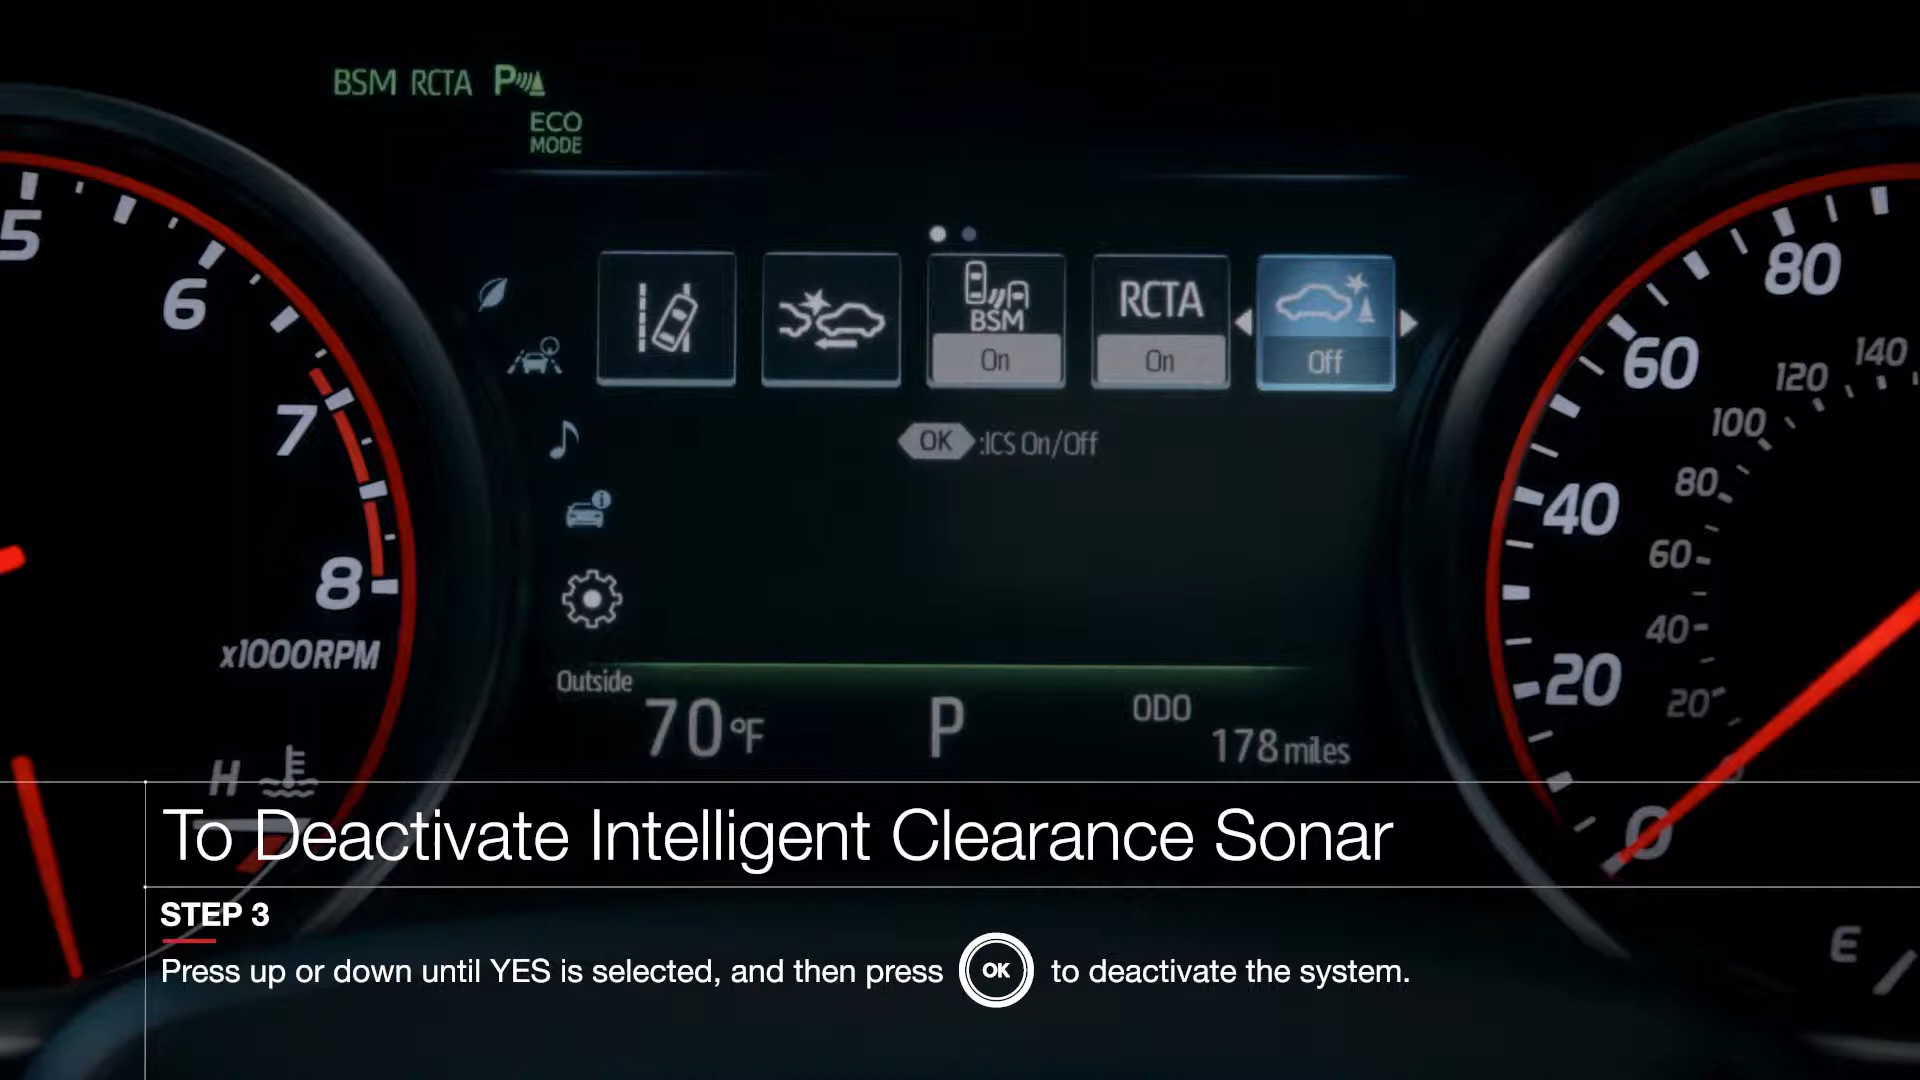 BSM RCTA P
ECO
MODE
5
6
7
8
x1000RPM
H
BSM
On
RCTA
On
Off
OK :ICS On/Off
Outside
70°F
P
ODO
178 miles
80
60
40
20
0
140
120
100
80
60
40
20
E
To Deactivate Intelligent Clearance Sonar
STEP 3
Press up or down until YES is selected, and then press OK to deactivate the system.